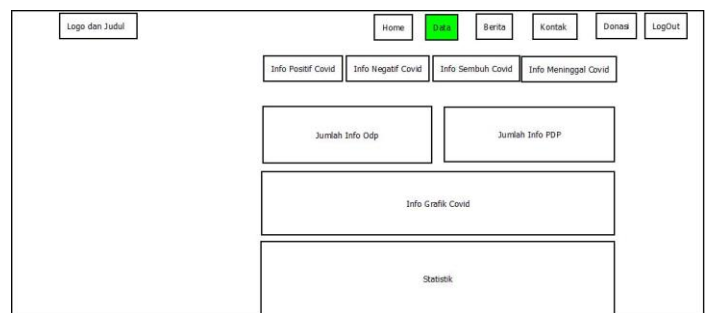 Logo dan Judul
Home
Data
Berita
Kontak
Donasi
LogOut
Info Positif Covid
Info Negatif Covid
Info Sembuh Covid
Info Meninggal Covid
Jumlah Info Odp
Jumlah Info PDP
Info Grafik Covid
Statistik